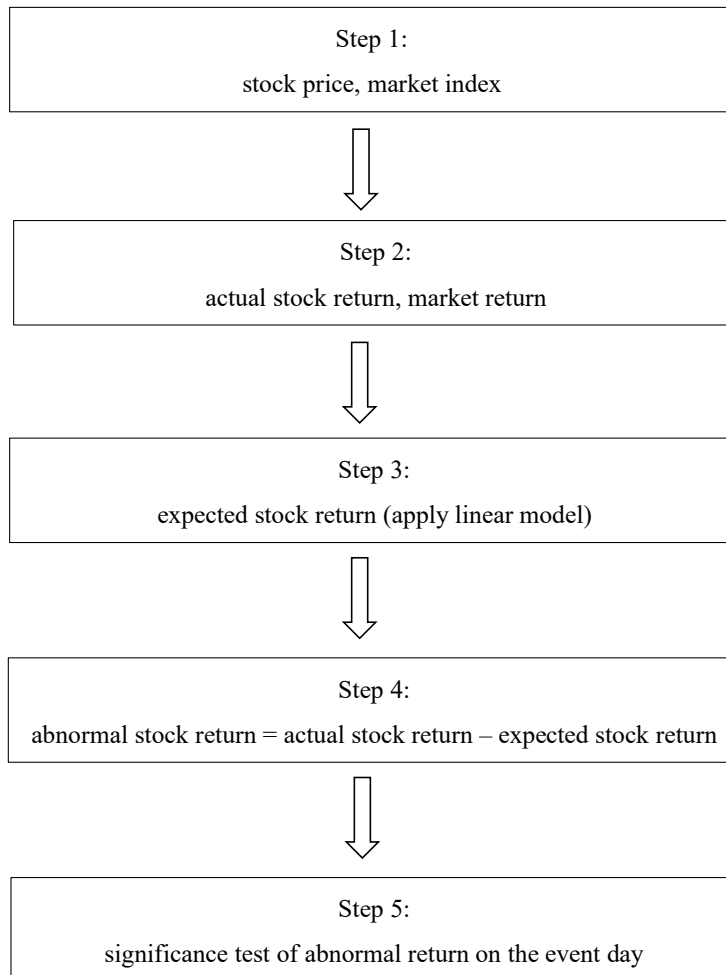 Step 1:
stock price, market index
Step 2:
actual stock return, market return
Step 3:
expected stock return (apply linear model)
Step 4:
abnormal stock return = actual stock return – expected stock return
Step 5:
significance test of abnormal return on the event day